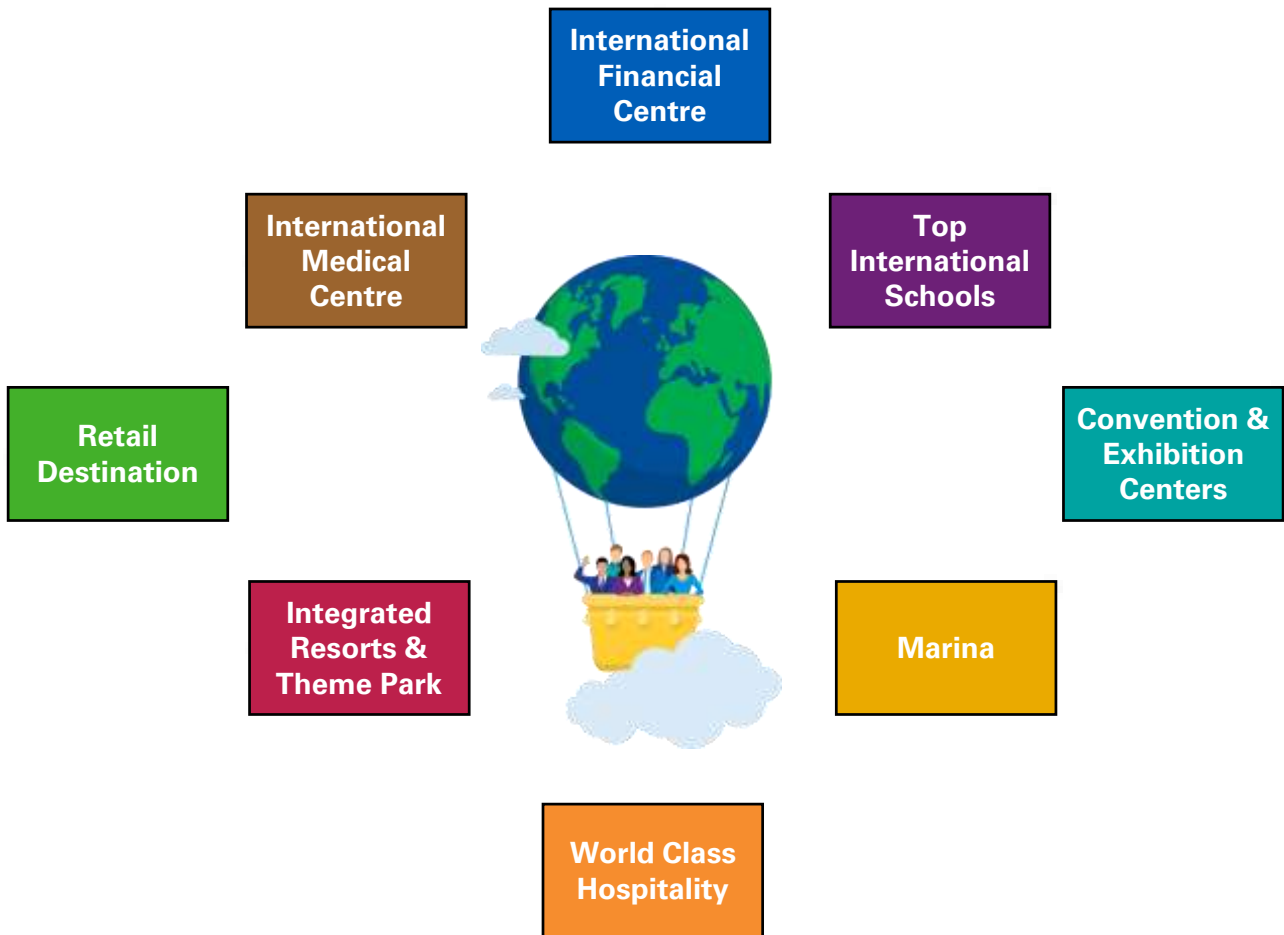 International
Financial
Centre
International
Medical
Centre
Top
International
Schools
Retail
Destination
Convention &
Exhibition
Centers
Integrated
Resorts &
Theme Park
Marina
World Class
Hospitality